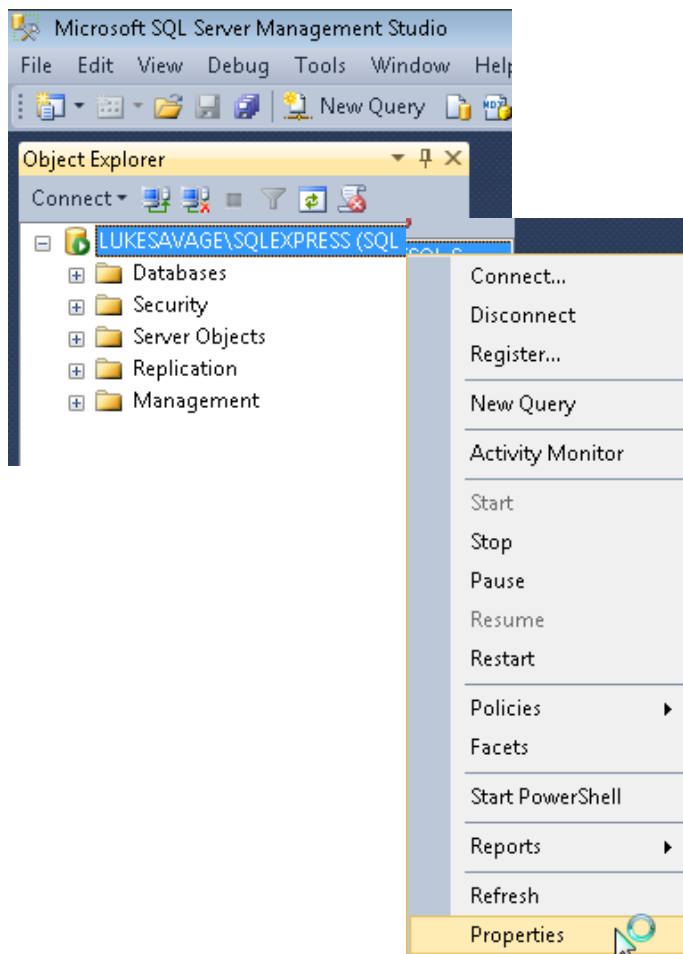 Microsoft SQL Server Management Studio
File Edit View Debug Tools Window Help
New Query
Object Explorer
Connect
LUKESAVAGE\SQLEXPRESS (SQL
Databases
Security
Server Objects
Replication
Management
Connect...
Disconnect
Register...
New Query
Activity Monitor
Start
Stop
Pause
Resume
Restart
Policies
Facets
Start PowerShell
Reports
Refresh
Properties